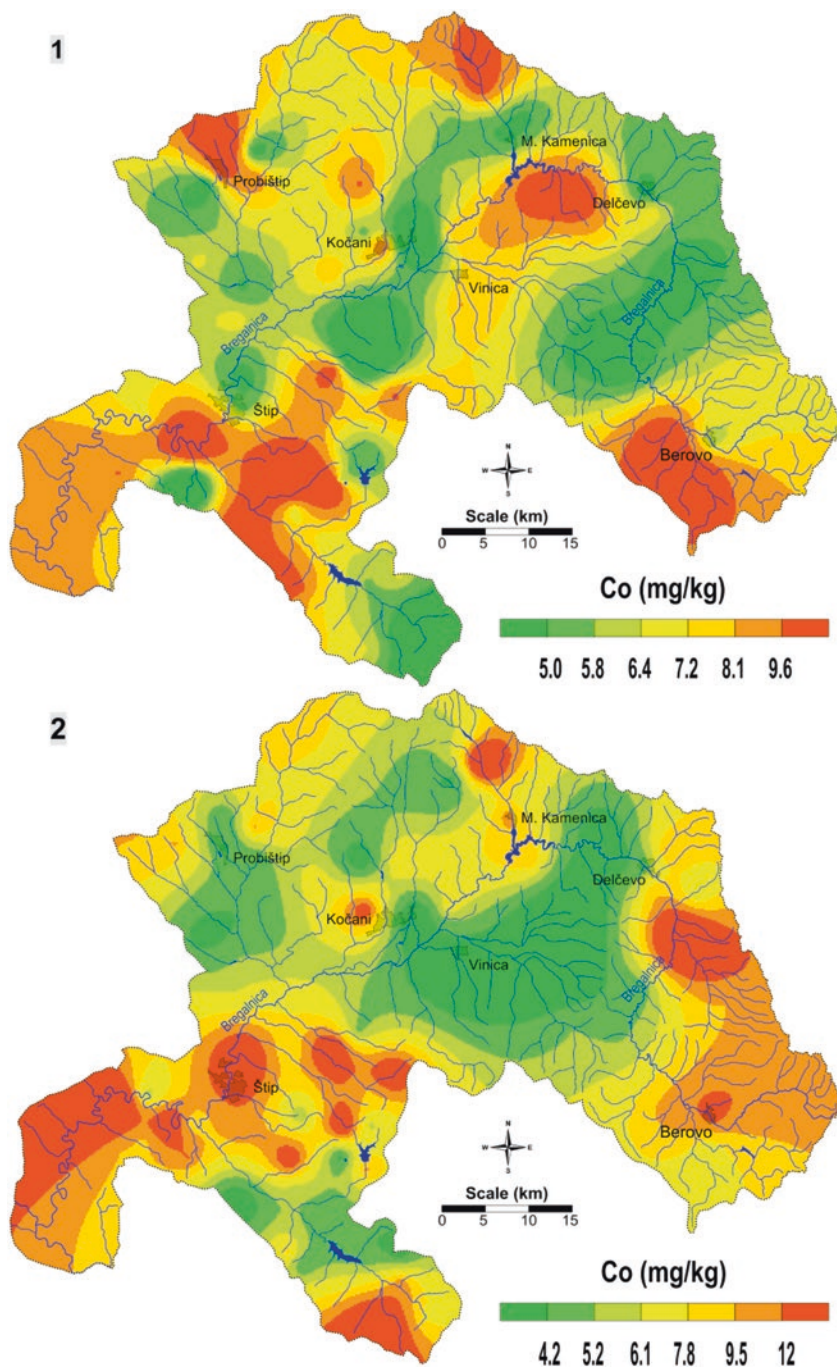 1
M. Kamenica
Probištip
Delčevo
Kočani
Vinica
Bregalnica
Bregalnica
Štip
Berovo
N
W E
S
Scale (km)
0 5 10 15
Co (mg/kg)
5.0 5.8 6.4 7.2 8.1 9.6
2
M. Kamenica
Probištip
Delčevo
Kočani
Vinica
Bregalnica
Bregalnica
Štip
Berovo
N
W E
S
Scale (km)
0 5 10 15
Co (mg/kg)
4.2 5.2 6.1 7.8 9.5 12